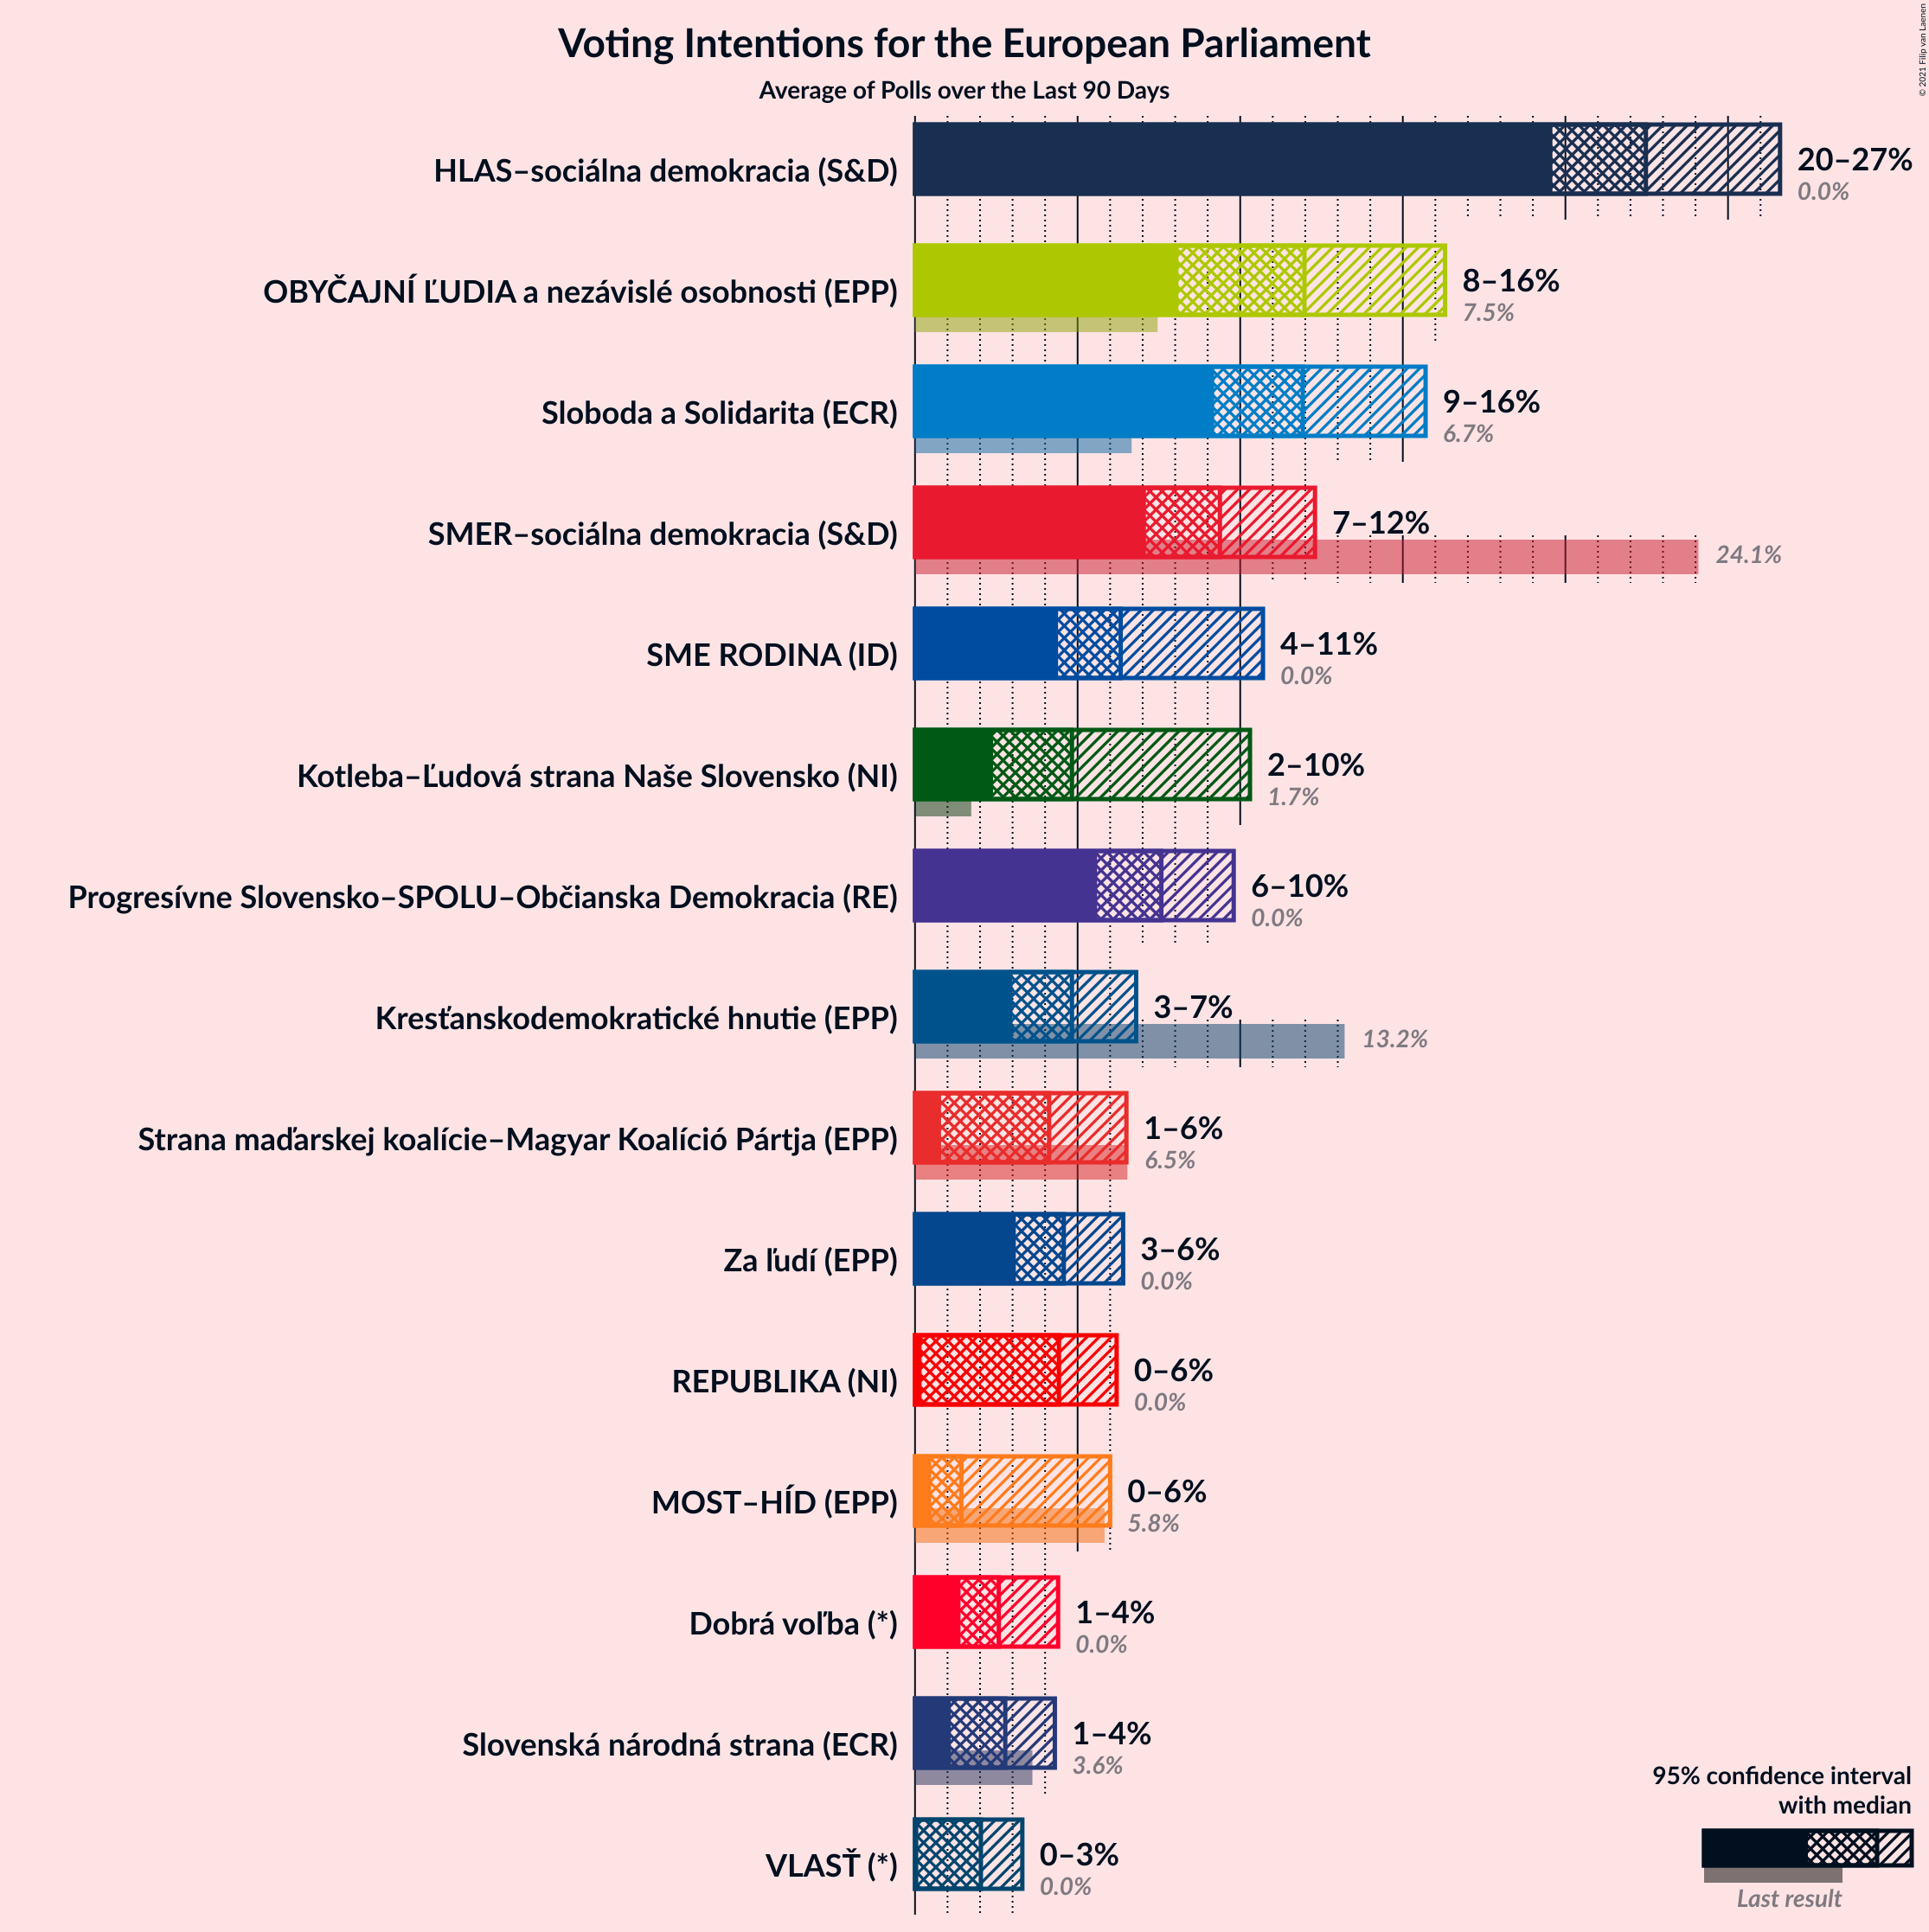 © 2021 Filip van Laenen
Voting Intentions for the European Parliament
Average of Polls over the Last 90 Days
HLAS–sociálna demokracia (S&D)
20–27%
0.0%
OBYČAJNÍ ĽUDIA a nezávislé osobnosti (EPP)
8–16%
7.5%
Sloboda a Solidarita (ECR)
9–16%
6.7%
SMER–sociálna demokracia (S&D)
7–12%
24.1%
SME RODINA (ID)
4–11%
0.0%
Kotleba–Ľudová strana Naše Slovensko (NI)
2–10%
1.7%
Progresívne Slovensko–SPOLU–Občianska Demokracia (RE)
6–10%
0.0%
Kresťanskodemokratické hnutie (EPP)
3–7%
13.2%
Strana maďarskej koalície–Magyar Koalíció Pártja (EPP)
1–6%
6.5%
Za ľudí (EPP)
3–6%
0.0%
REPUBLIKA (NI)
0–6%
0.0%
MOST–HÍD (EPP)
0–6%
5.8%
Dobrá voľba (*)
1–4%
0.0%
Slovenská národná strana (ECR)
1–4%
3.6%
VLASŤ (*)
0–3%
0.0%
95% confidence interval
with median
Last result